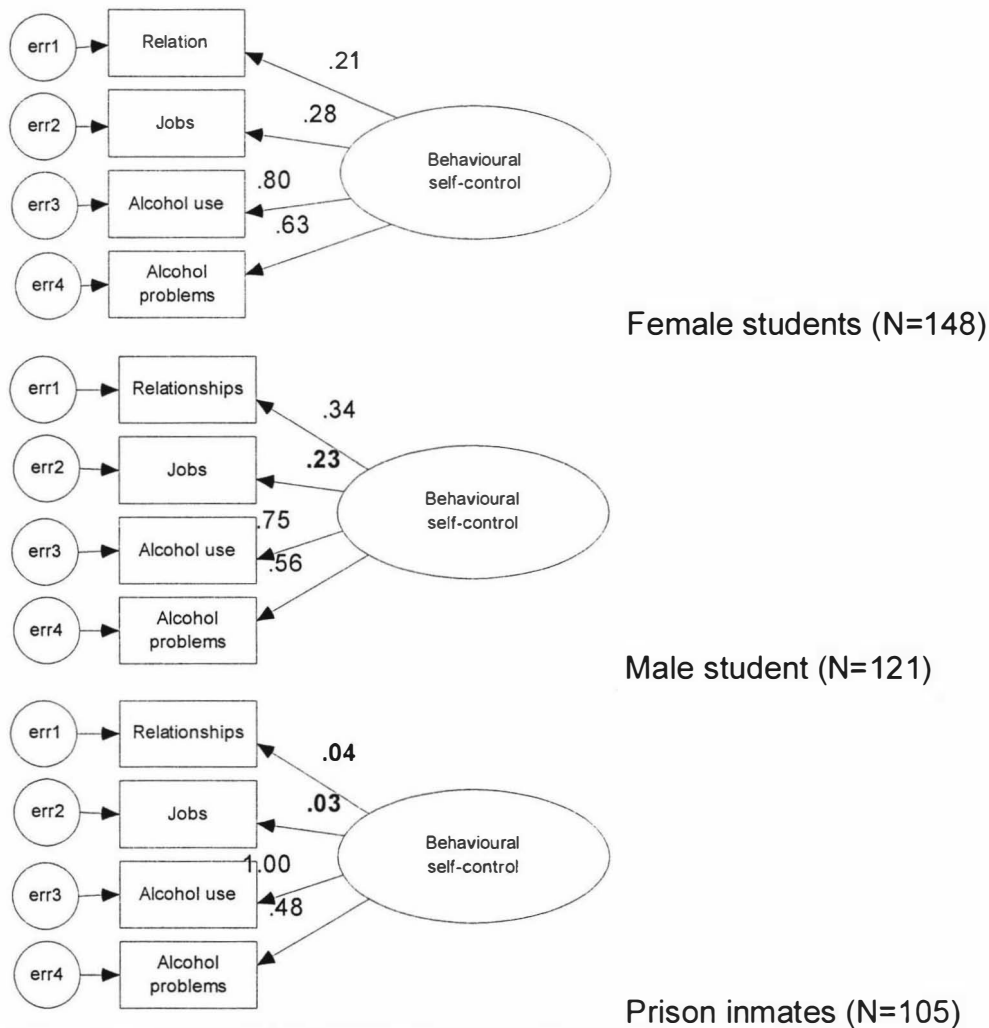 err1
Relation
.21
err2
Jobs
.28
Behavioural
self-control
err3
Alcohol use
.80
.63
err4
Alcohol
problems
Female students (N=148)
err1
Relationships
.34
err2
Jobs
.23
Behavioural
self-control
err3
Alcohol use
.75
.56
err4
Alcohol
problems
Male student (N=121)
err1
Relationships
.04
err2
Jobs
.03
Behavioural
self-control
err3
Alcohol use
1.00
.48
err4
Alcohol
problems
Prison inmates (N=105)